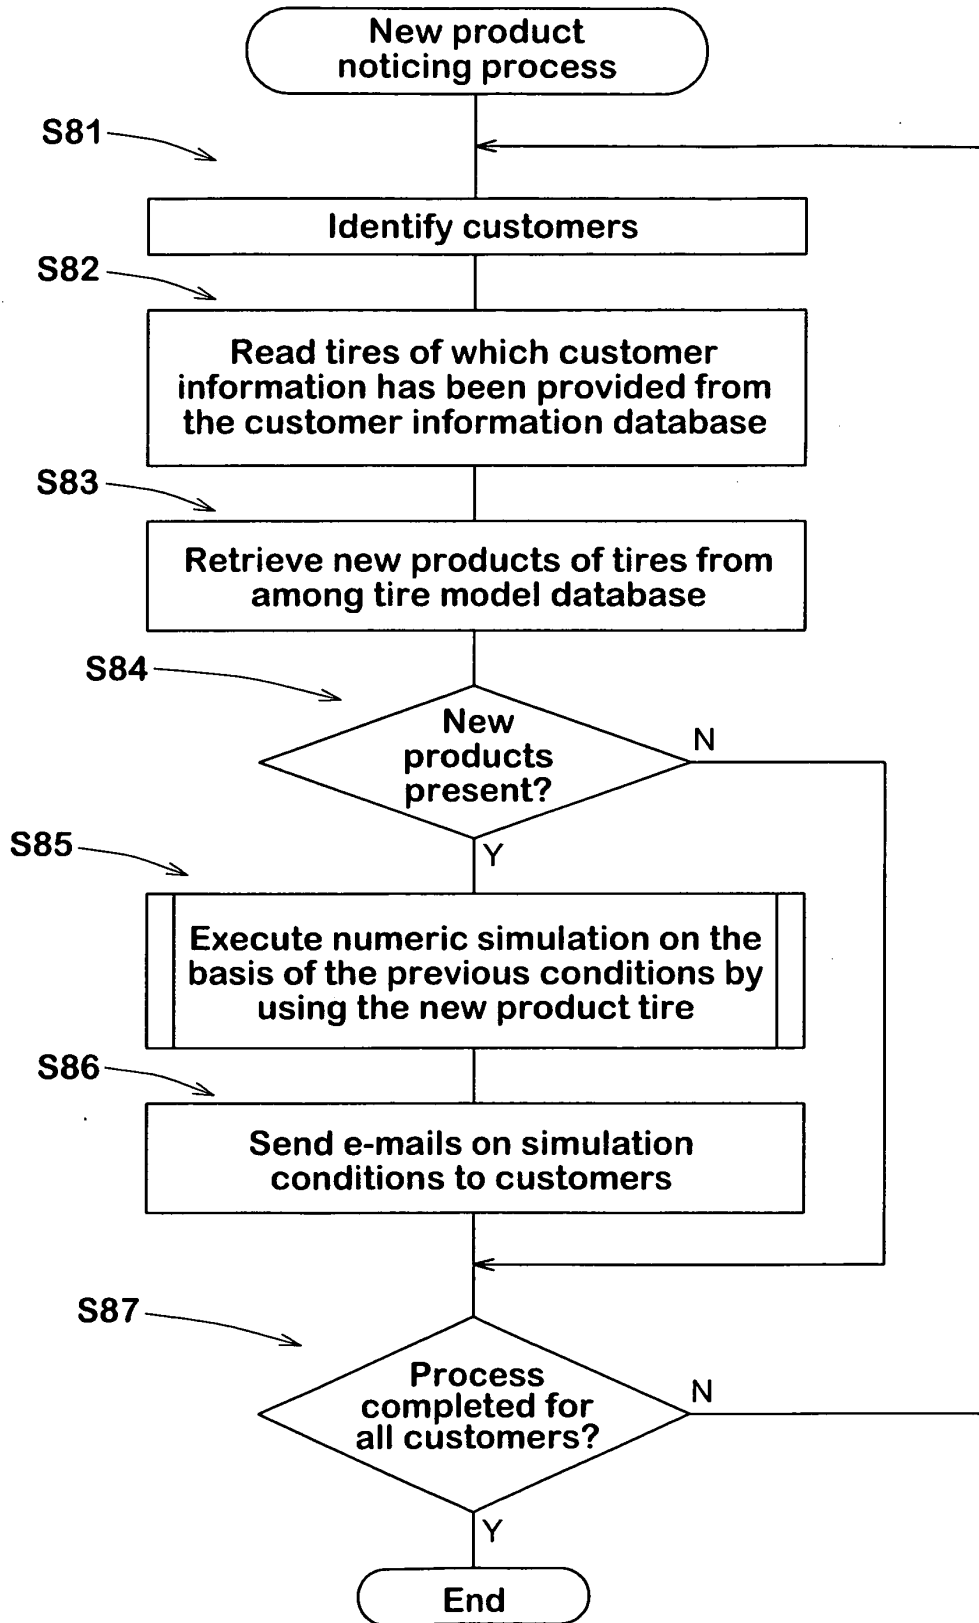 New product
noticing process
S81
Identify customers
S82
Read tires of which customer
information has been provided from
the customer information database
S83
Retrieve new products of tires from
among tire model database
S84
New
products
present?
N
Y
S85
Execute numeric simulation on the
basis of the previous conditions by
using the new product tire
S86
Send e-mails on simulation
conditions to customers
S87
Process
completed for
all customers?
N
Y
End